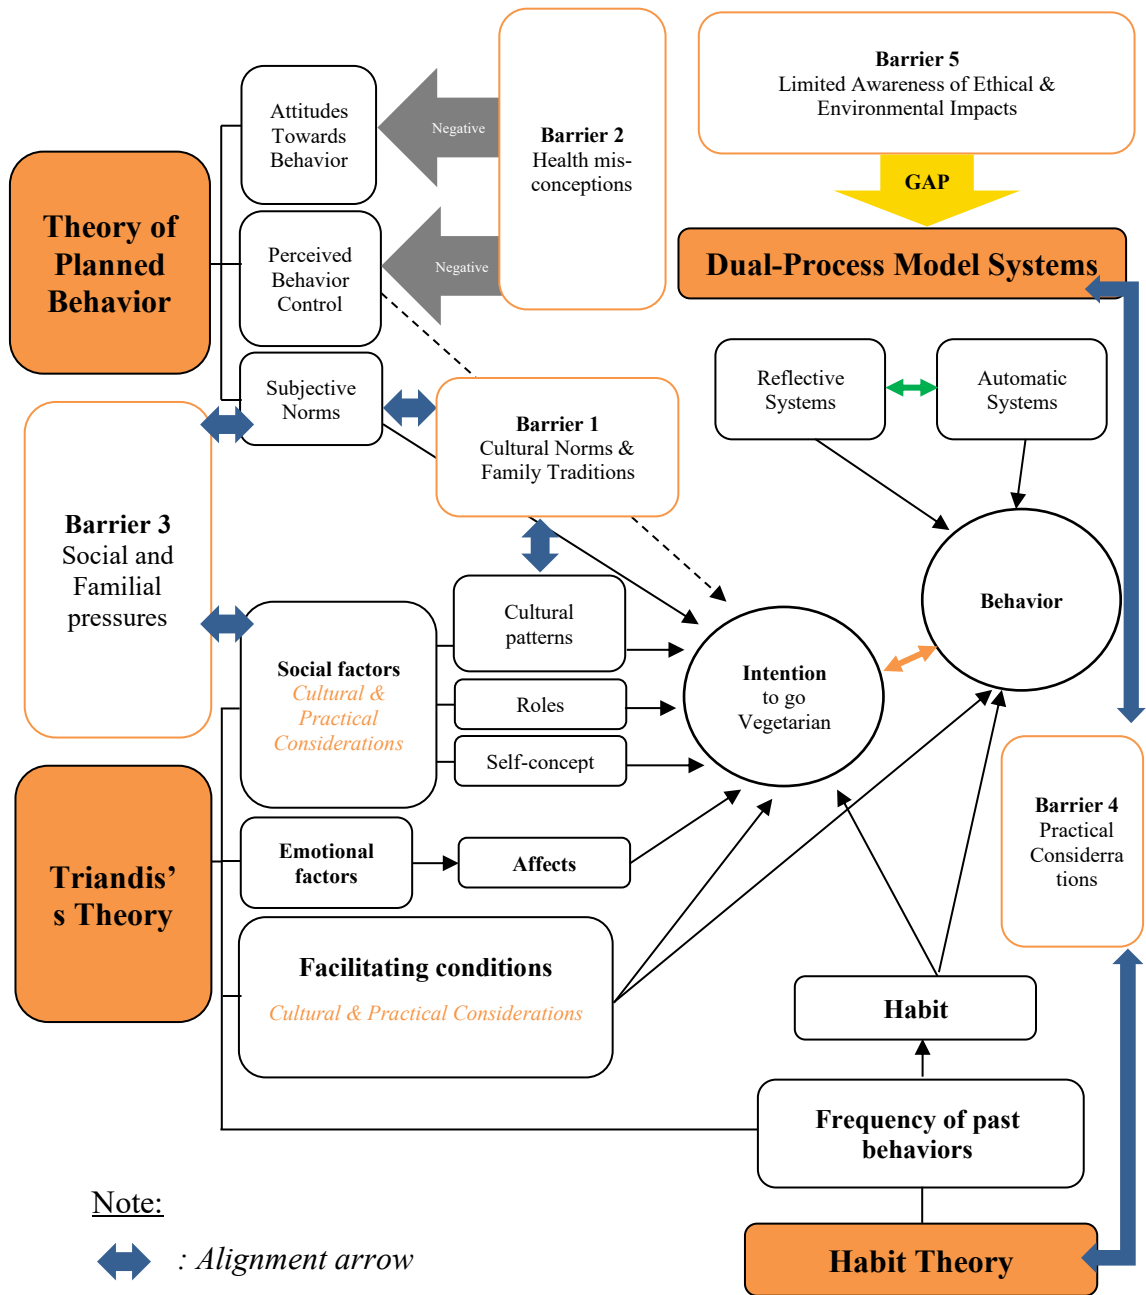 Attitudes
Towards
Behavior
Negative
Barrier 2
Health mis-
conceptions
Barrier 5
Limited Awareness of Ethical &
Environmental Impacts
GAP
Theory of
Planned
Behavior
Perceived
Behavior
Control
Negative
Dual-Process Model Systems
Subjective
Norms
Barrier 1
Cultural Norms &
Family Traditions
Reflective
Systems
Automatic
Systems
Barrier 3
Social and
Familial
pressures
Social factors
Cultural &
Practical
Considerations
Cultural
patterns
Roles
Self-concept
Intention
to go
Vegetarian
Behavior
Barrier 4
Practical
Considerra
tions
Triandis’
s Theory
Emotional
factors
Affects
Facilitating conditions
Cultural & Practical Considerations
Habit
Frequency of past
behaviors
Habit Theory
Note:
: Alignment arrow